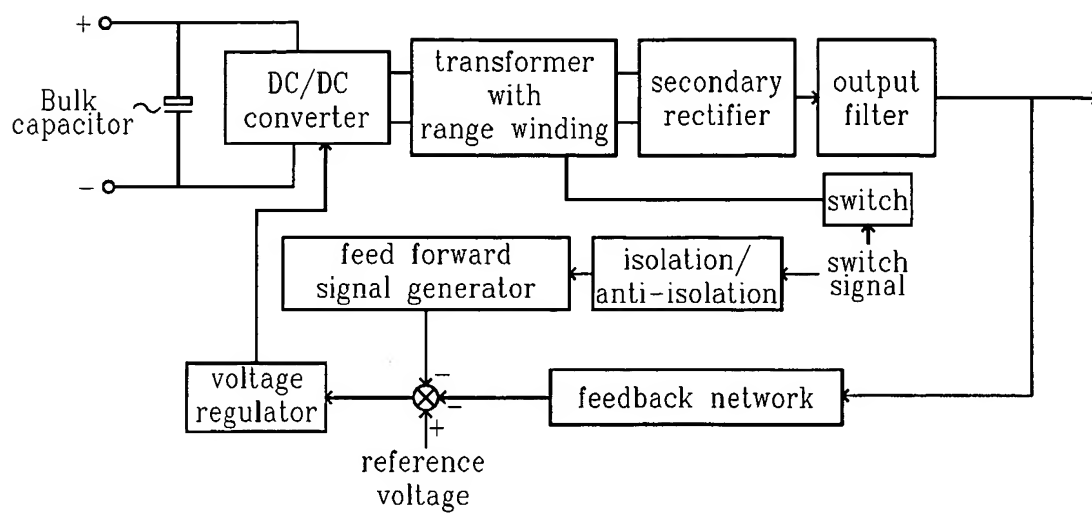 +
Bulk
capacitor
-
DC/DC
converter
transformer
with
range winding
secondary
rectifier
output
filter
switch
switch
signal
isolation/
anti-isolation
feed forward
signal generator
voltage
regulator
-
-
+
feedback network
reference
voltage